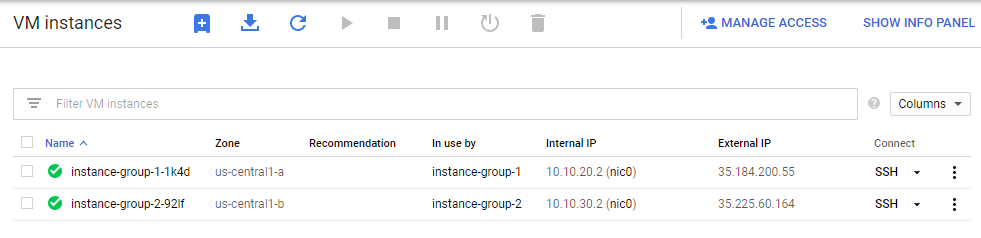 VM instances MANAGE ACCESS SHOW INFO PANEL
Filter VM instances Columns
Name Zone Recommendation In use by Internal IP External IP Connect
instance-group-1-1k4d us-central1-a instance-group-1 10.10.20.2 (nic0) 35.184.200.55 SSH
instance-group-2-92lf us-central1-b instance-group-2 10.10.30.2 (nic0) 35.225.60.164 SSH